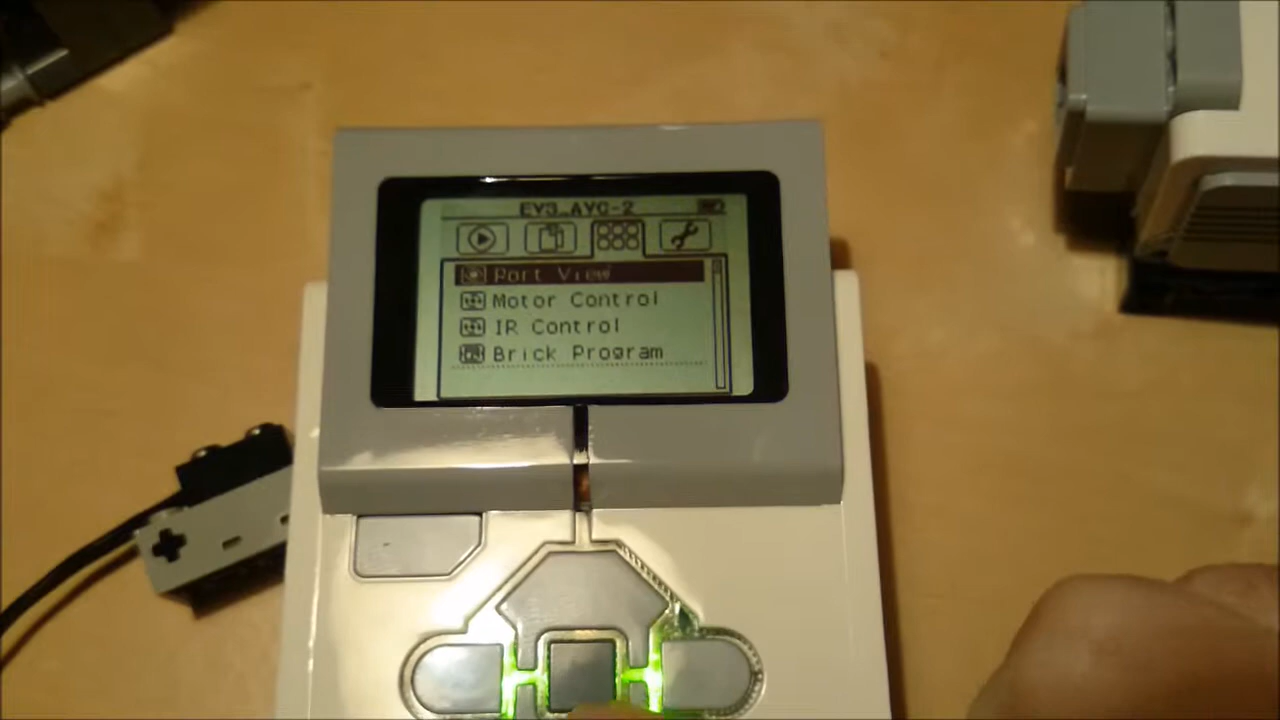 EV3_AYC-2
Port View
Motor Control
IR Control
Brick Program